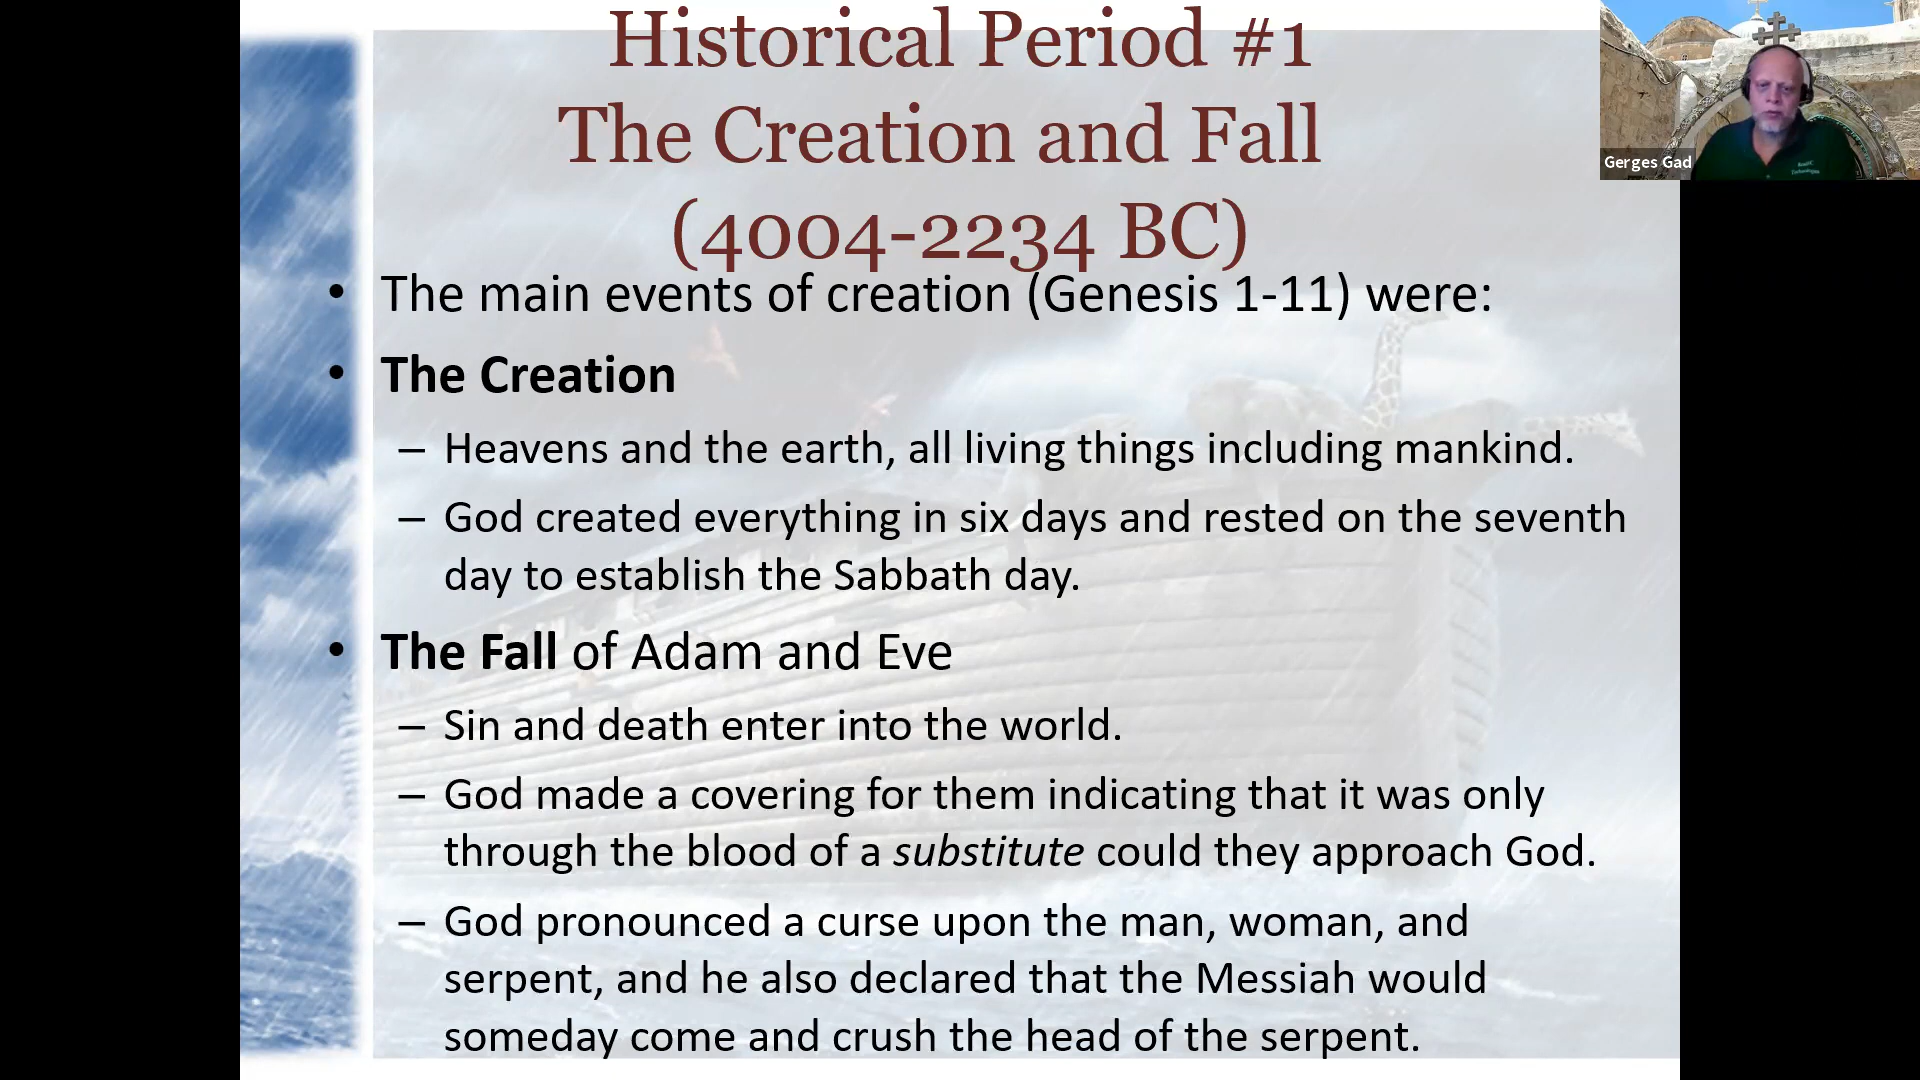 Historical Period #1
The Creation and Fall
(4004-2234 BC)
• The main events of creation (Genesis 1-11) were:
• The Creation
– Heavens and the earth, all living things including mankind.
– God created everything in six days and rested on the seventh
day to establish the Sabbath day.
• The Fall of Adam and Eve
– Sin and death enter into the world.
– God made a covering for them indicating that it was only
through the blood of a substitute could they approach God.
– God pronounced a curse upon the man, woman, and
serpent, and he also declared that the Messiah would
someday come and crush the head of the serpent.
Gerges Gad